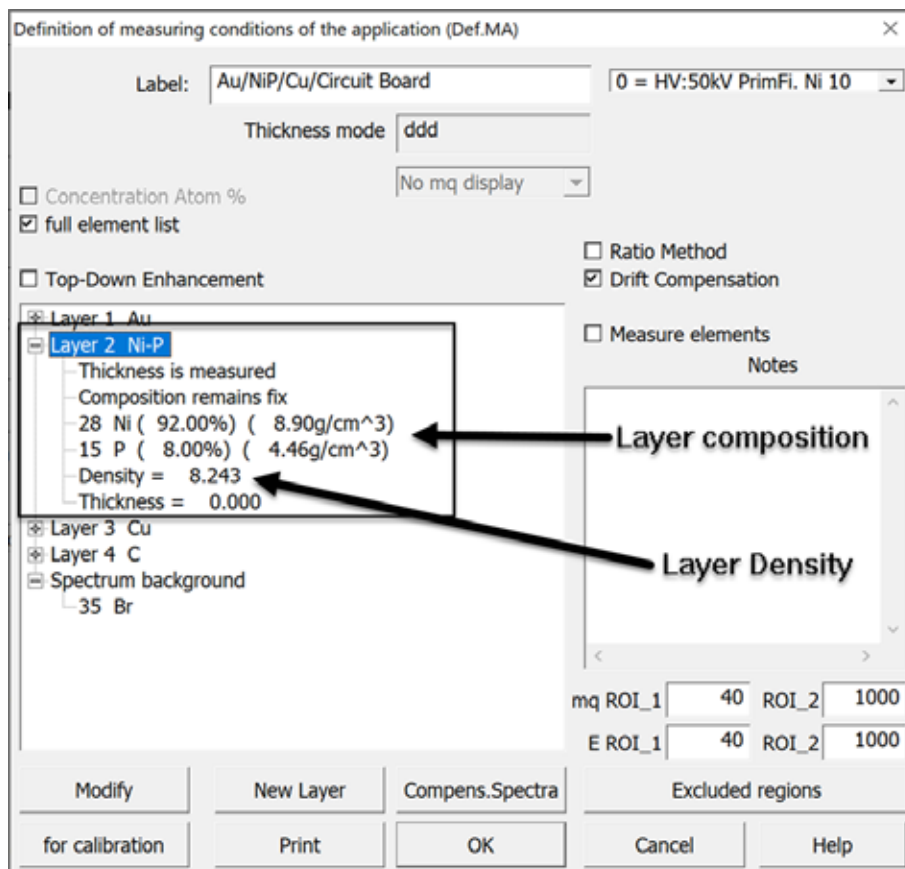 Definition of measuring conditions of the application (Def.MA)
Label: Au/NiP/Cu/Circuit Board 0 = HV:50kV PrimFi. Ni 10
Thickness mode ddd
No mq display
Concentration Atom %
full element list
Ratio Method
Top-Down Enhancement
Drift Compensation
Layer 1 Au
Layer 2 Ni-P
Measure elements
Thickness is measured
Notes
Composition remains fix
28 Ni ( 92.00%) ( 8.90g/cm^3)
15 P ( 8.00%) ( 4.46g/cm^3)
Layer composition
Density = 8.243
Thickness = 0.000
Layer 3 Cu
Layer 4 C
Layer Density
Spectrum background
35 Br
mq ROI_1 40 ROI_2 1000
E ROI_1 40 ROI_2 1000
Modify New Layer Compens.Spectra Excluded regions
for calibration Print OK Cancel Help